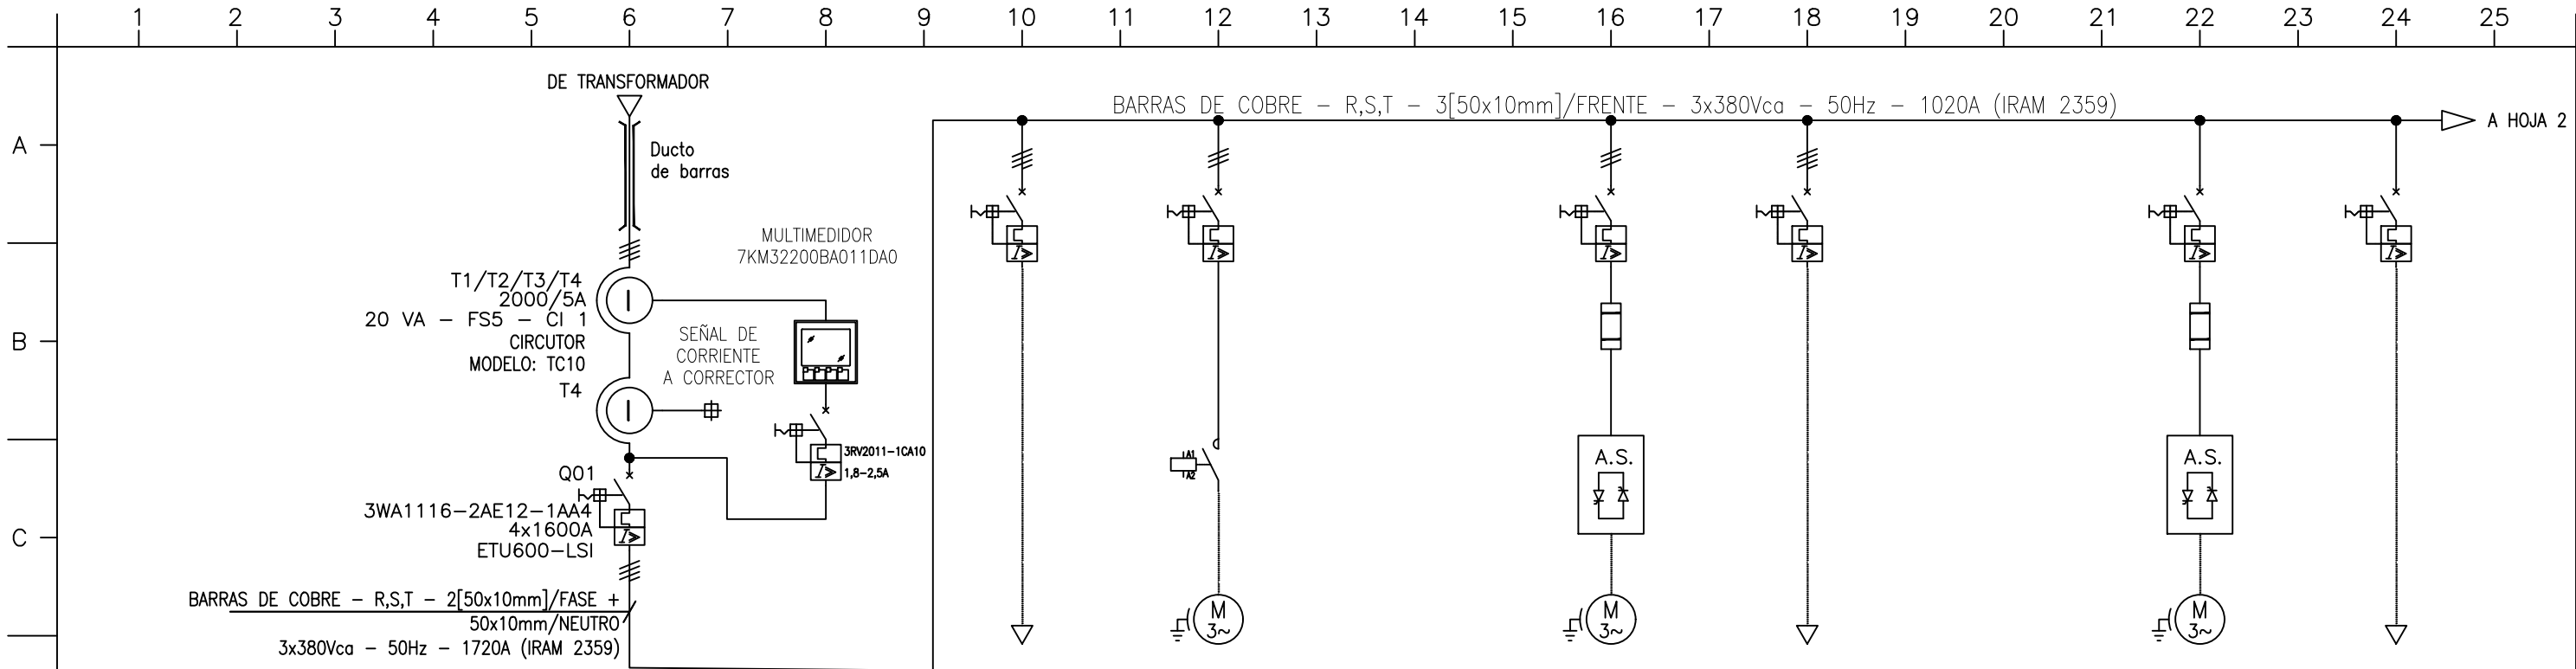 1 2 3 4 5 6 7 8 9 10 11 12 13 14 15 16 17 18 19 20 21 22 23 24 25
DE TRANSFORMADOR
BARRAS DE COBRE - R,S,T - 3[50x10mm]/FRENTE - 3x380Vca - 50Hz - 1020A (IRAM 2359)
A HOJA 2
A
Ducto
de barras
MULTIMEDIDOR
7KM32200BA011DA0
I> I> I> I> I> I>
T1/T2/T3/T4
2000/5A
20 VA - FS5 - Cl 1
CIRCUTOR
MODELO: TC10
B
SEÑAL DE
CORRIENTE
A CORRECTOR
T4
3RV2011-1CA10
I> 1,8-2,5A
A1
A2
A.S. A.S.
Q01
3WA1116-2AE12-1AA4
4x1600A
ETU600-LSI
I>
C
BARRAS DE COBRE - R,S,T - 2[50x10mm]/FASE +
50x10mm/NEUTRO
3x380Vca - 50Hz - 1720A (IRAM 2359)
M M M
3~ 3~ 3~